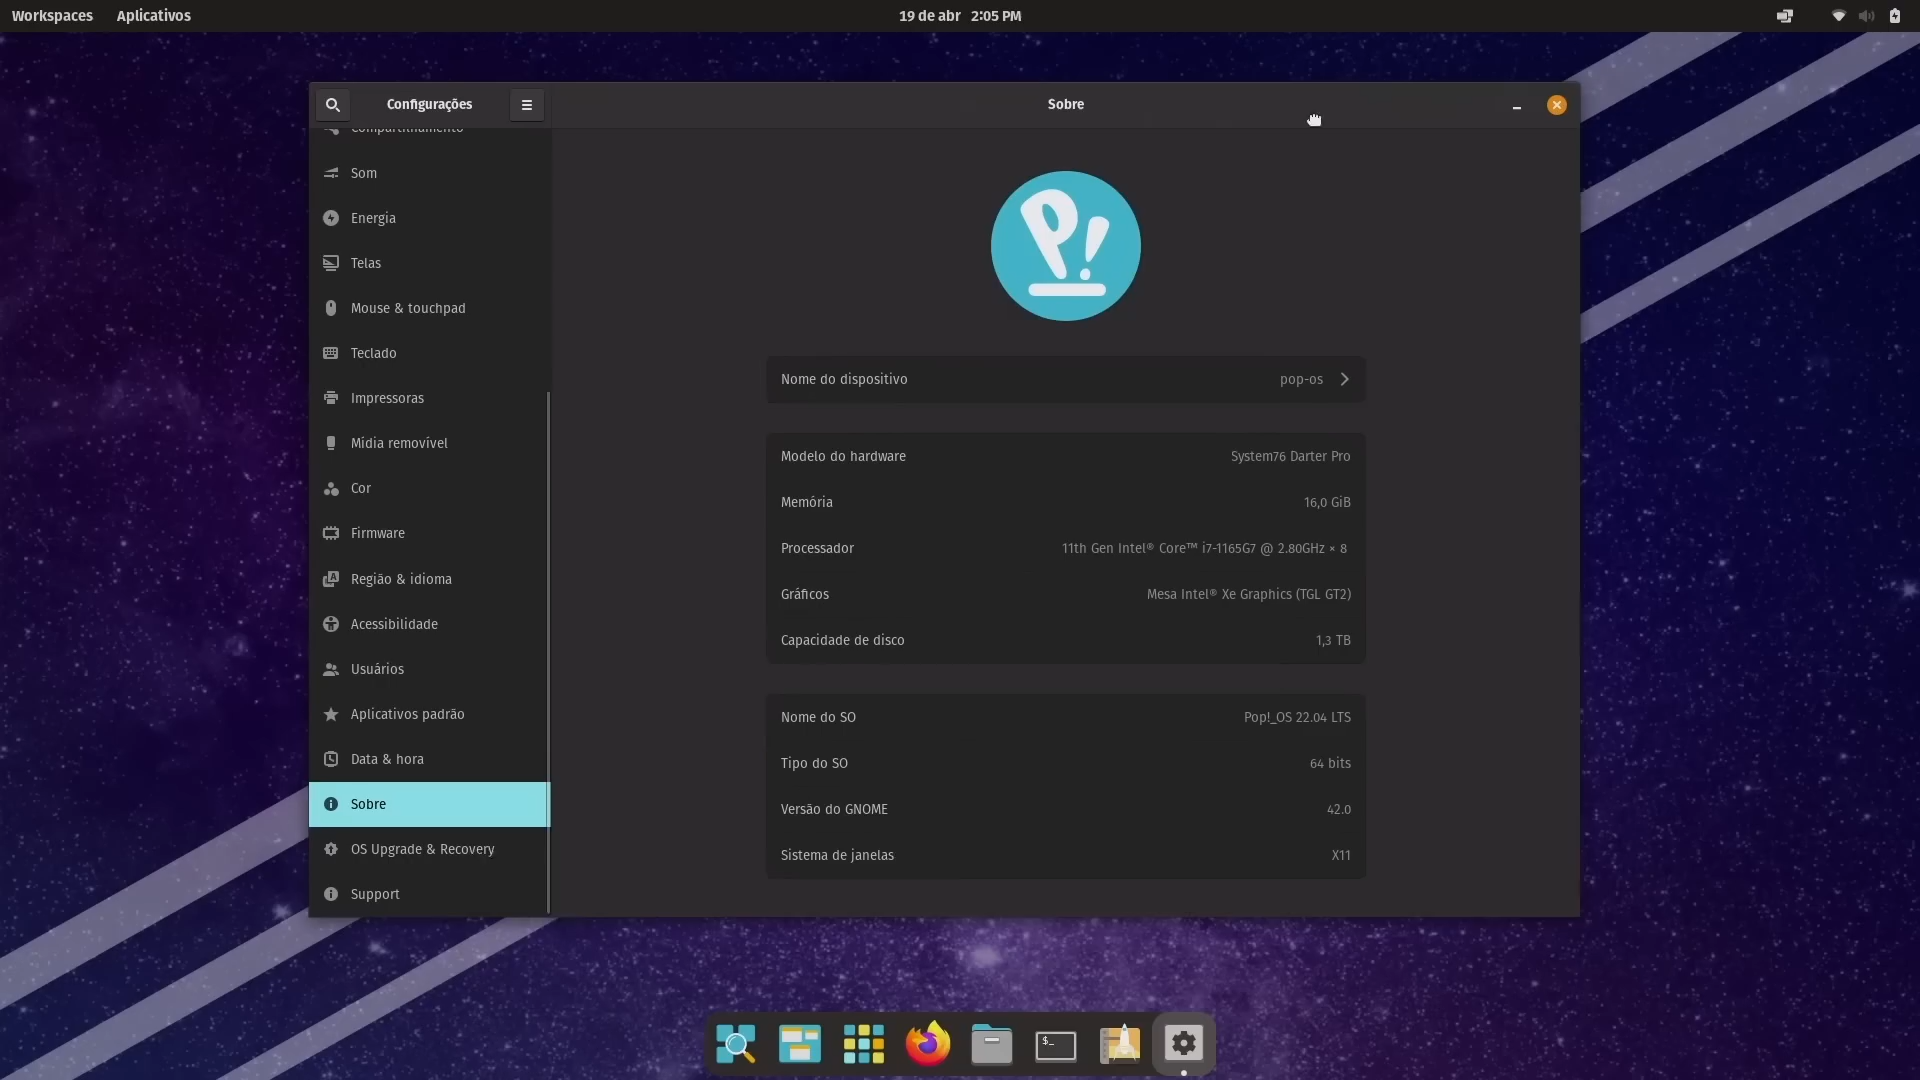 Workspaces Aplicativos 19 de abr 2:05 PM
Configurações Sobre
Compartilhamento
Som
Energia
Telas
Mouse & touchpad
Teclado
Impressoras
Midia removivel
Cor
Firmware
Região & idioma
Acessibilidade
Usuários
Aplicativos padrão
Data & hora
Sobre
OS Upgrade & Recovery
Support
P!
Nome do dispositivo pop-os
Modelo do hardware System76 Darter Pro
Memória 16,0 GiB
Processador 11th Gen Intel® Core™ i7-1165G7 @ 2.80GHz × 8
Gráficos Mesa Intel® Xe Graphics (TGL GT2)
Capacidade de disco 1,3 TB
Nome do SO Pop!_OS 22.04 LTS
Tipo do SO 64 bits
Versão do GNOME 42.0
Sistema de janelas X11
$_